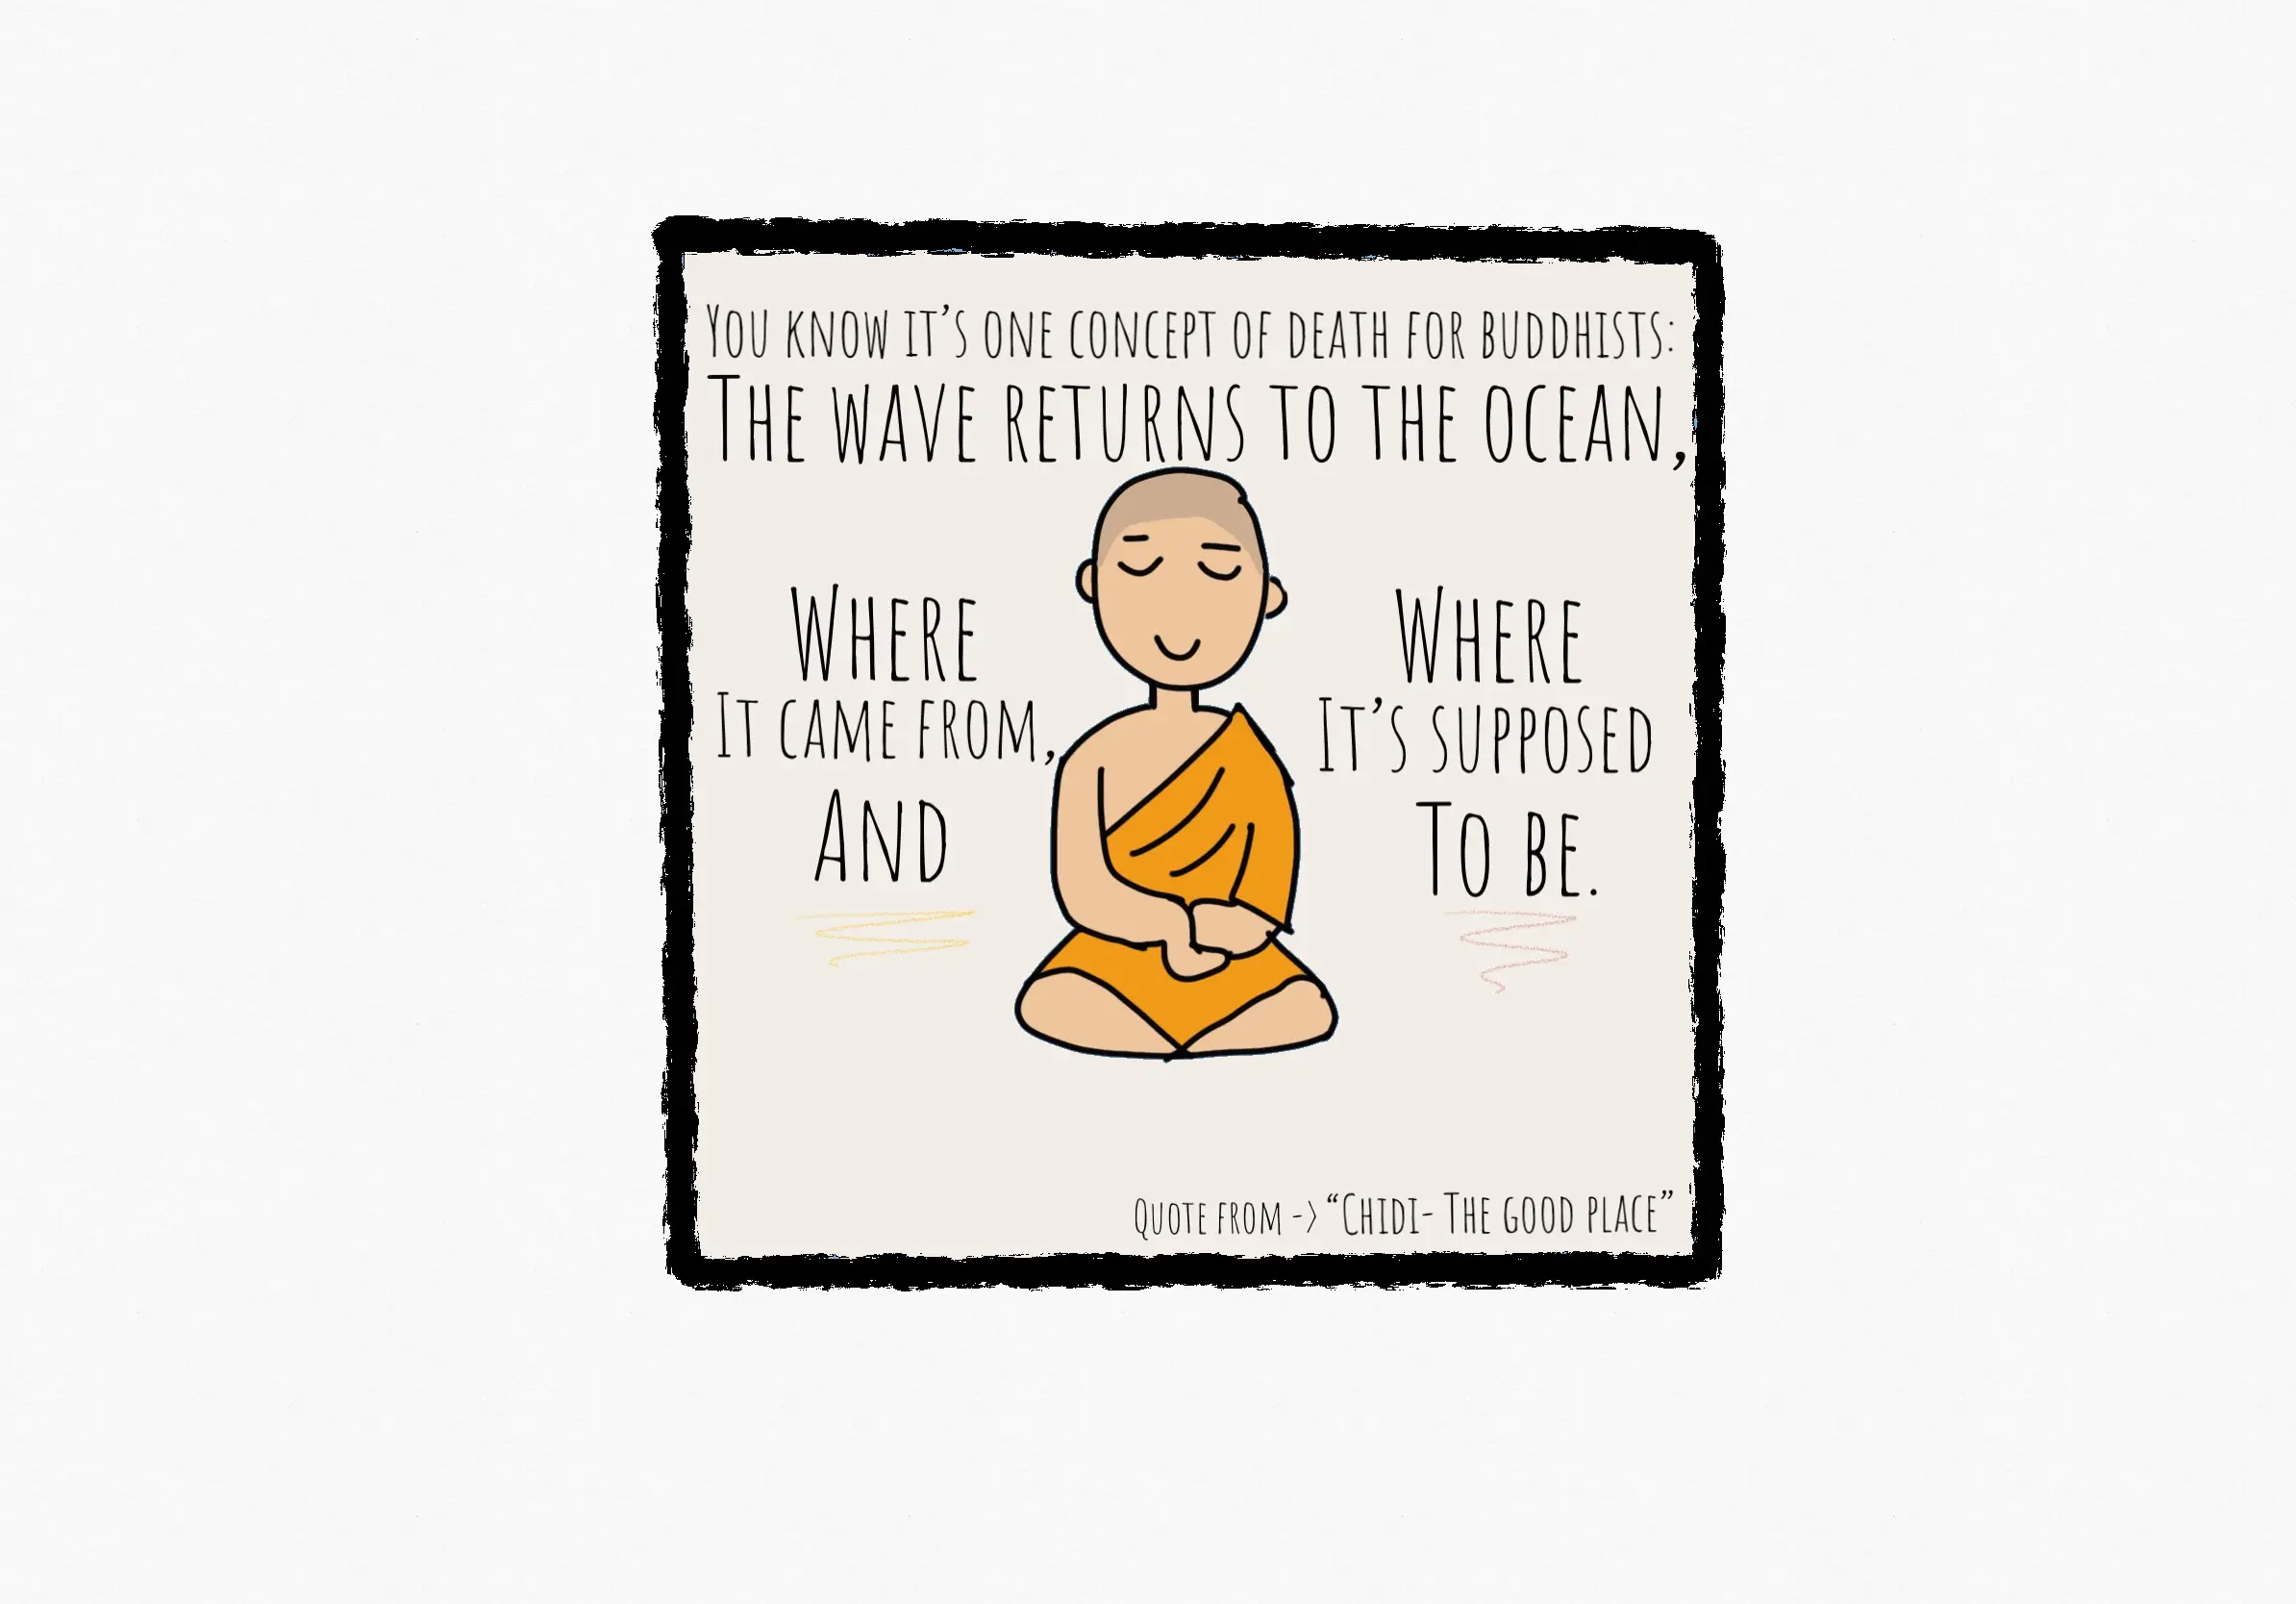 You know it’s one concept of death for buddhists:
The wave returns to the ocean,
Where
It came from,
And
Where
It’s supposed
To be.
Quote from -> “Chidi- The good place”